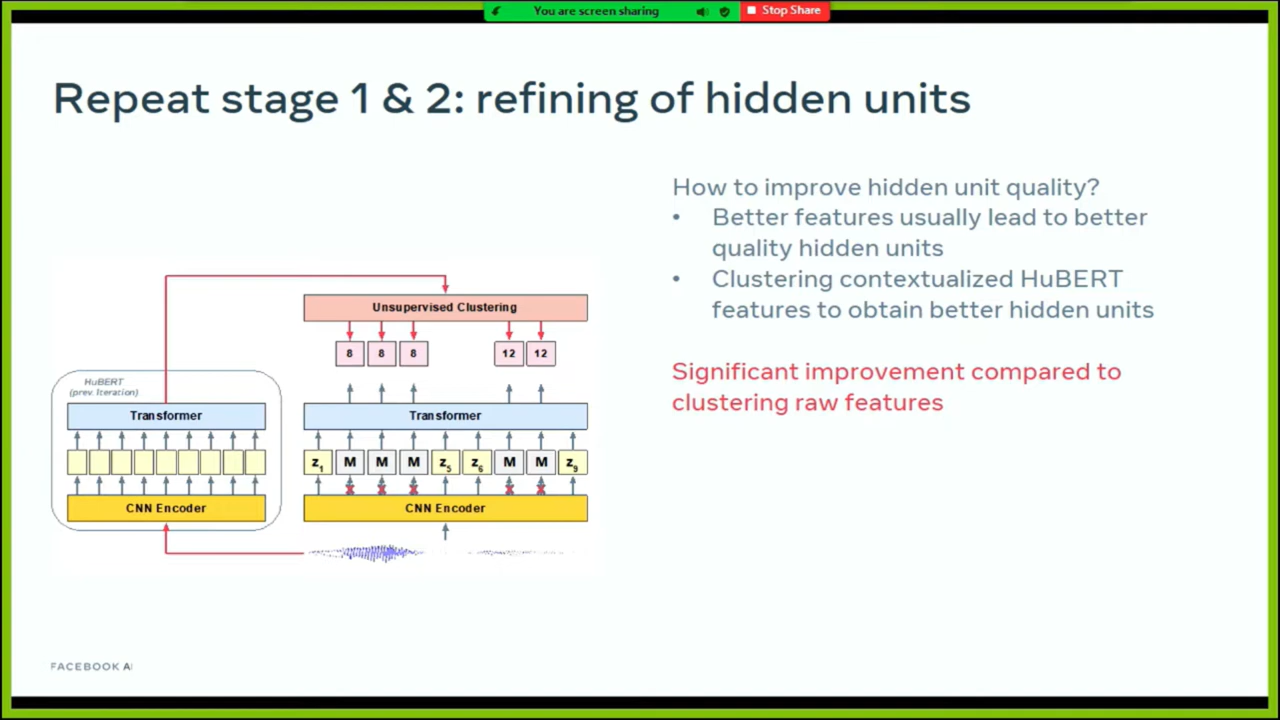 You are screen sharing
Stop Share
Repeat stage 1 & 2: refining of hidden units
How to improve hidden unit quality?
• Better features usually lead to better
quality hidden units
• Clustering contextualized HuBERT
features to obtain better hidden units
Significant improvement compared to
clustering raw features
Unsupervised Clustering
8 8 8 12 12
HuBERT
(prev. Iteration)
Transformer
Transformer
z1 M M M z5 z6 M M z9
CNN Encoder
CNN Encoder
FACEBOOK AI